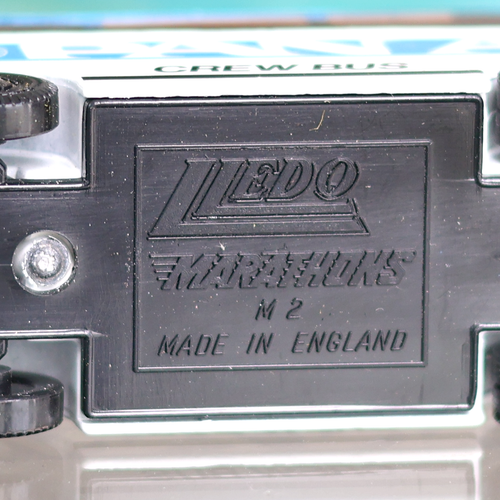 CREW BUS
LLEDO
MARATHONS
M 2
MADE IN ENGLAND